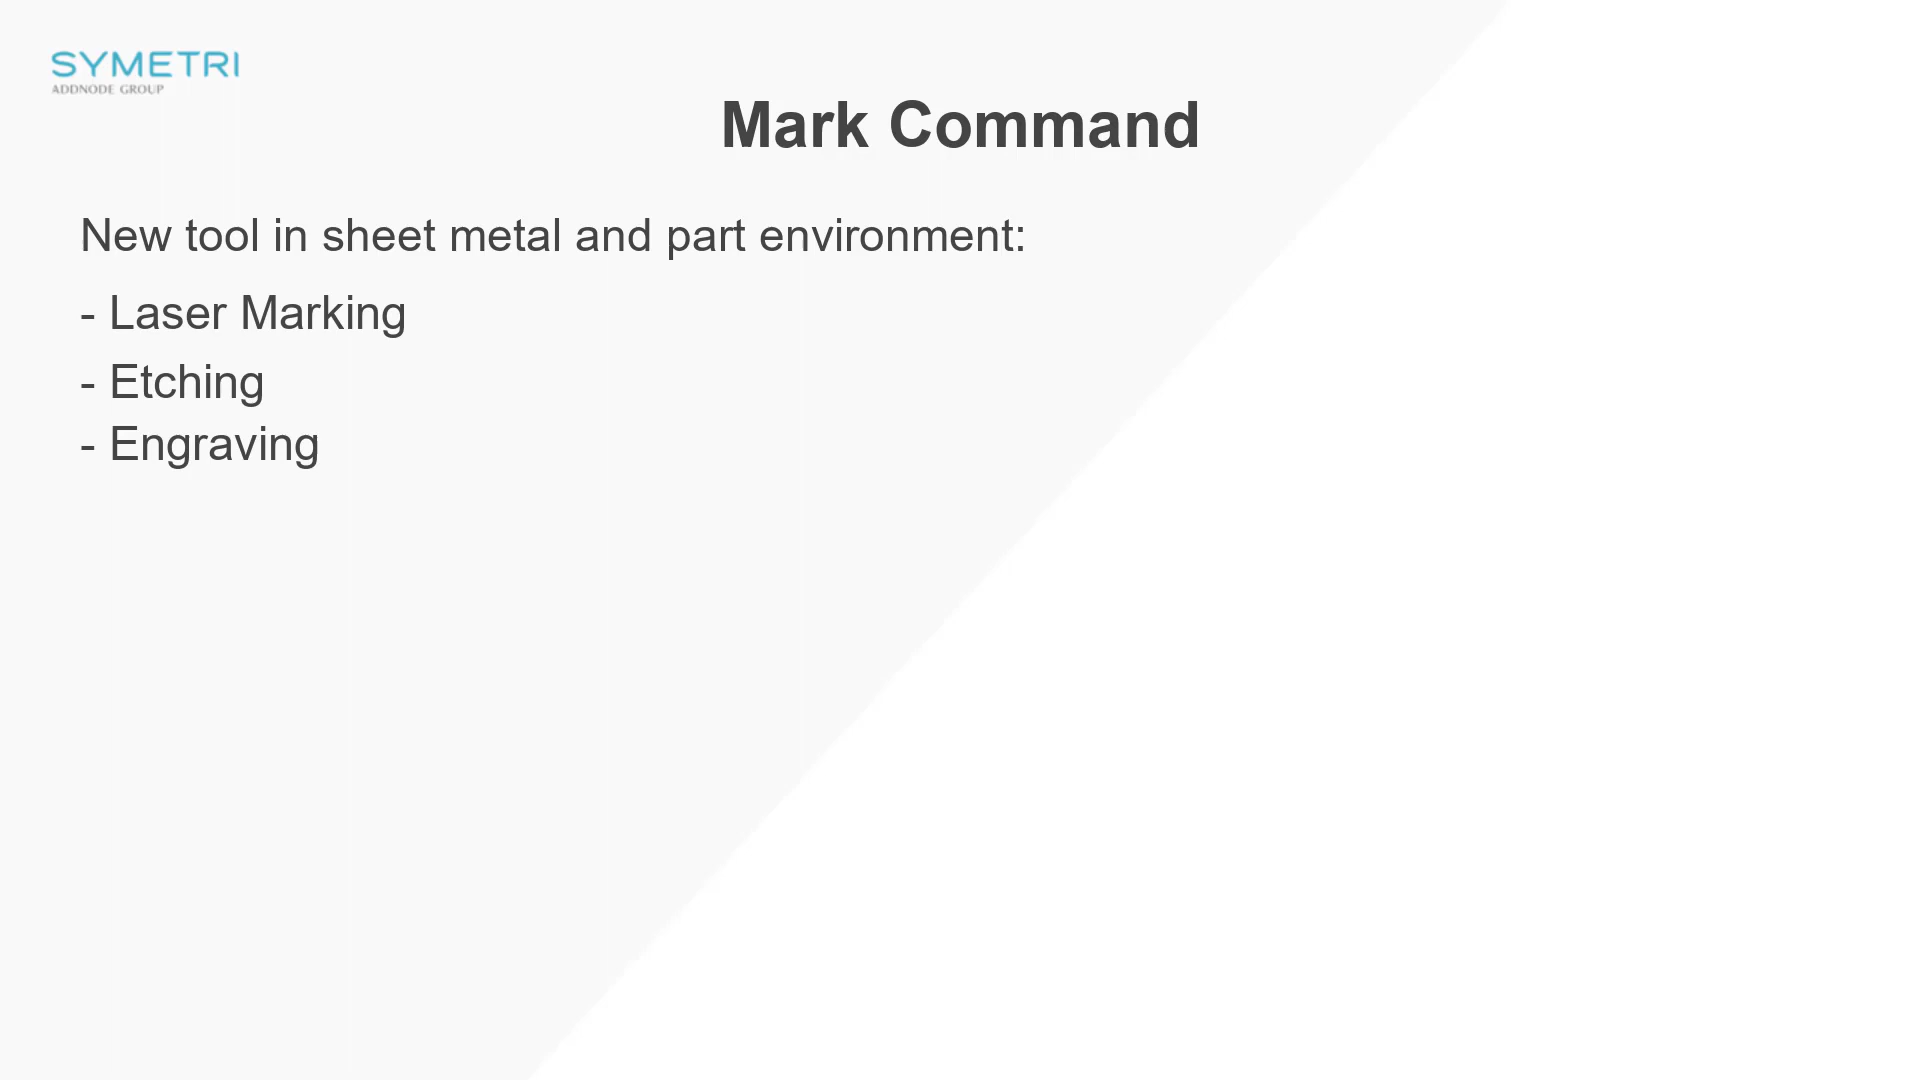 SYMETRI
ADDNODE GROUP
Mark Command
New tool in sheet metal and part environment:
- Laser Marking
- Etching
- Engraving